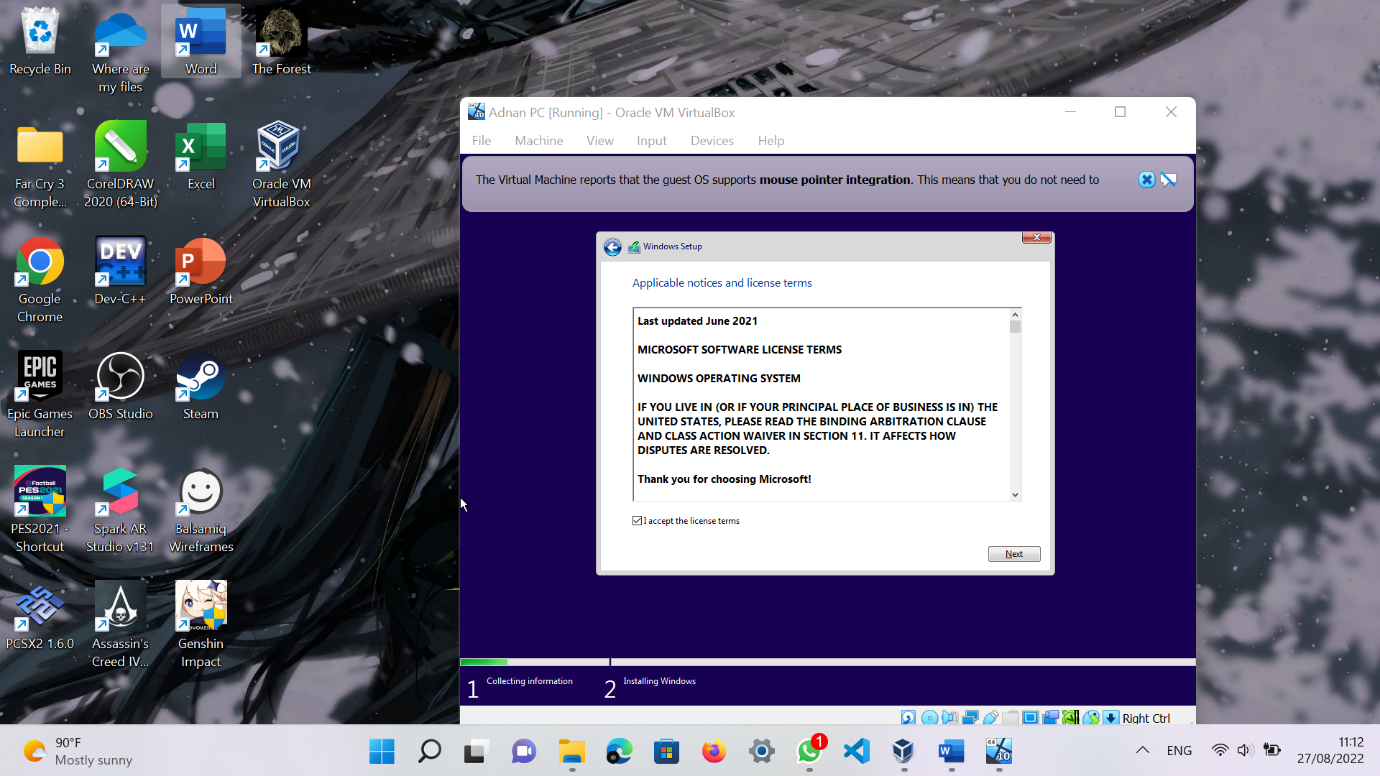 Recycle Bin
Where are
my files
Word
The Forest
Far Cry 3
Comple...
CorelDRAW
2020 (64-Bit)
Excel
Oracle VM
VirtualBox
Google
Chrome
DEV
C++
Dev-C++
PowerPoint
EPIC
GAMES
Epic Games
Launcher
OBS Studio
Steam
PES2021 -
Shortcut
Spark AR
Studio v131
Balsamiq
Wireframes
PCSX2 1.6.0
Assassin's
Creed IV...
Genshin
Impact
Adnan PC [Running] - Oracle VM VirtualBox
File Machine View Input Devices Help
The Virtual Machine reports that the guest OS supports mouse pointer integration. This means that you do not need to
Windows Setup
Applicable notices and license terms
Last updated June 2021
MICROSOFT SOFTWARE LICENSE TERMS
WINDOWS OPERATING SYSTEM
IF YOU LIVE IN (OR IF YOUR PRINCIPAL PLACE OF BUSINESS IS IN) THE
UNITED STATES, PLEASE READ THE BINDING ARBITRATION CLAUSE
AND CLASS ACTION WAIVER IN SECTION 11. IT AFFECTS HOW
DISPUTES ARE RESOLVED.
Thank you for choosing Microsoft!
I accept the license terms
Next
1 Collecting information
2 Installing Windows
Right Ctrl
90°F
Mostly sunny
1
ENG
11:12
27/08/2022